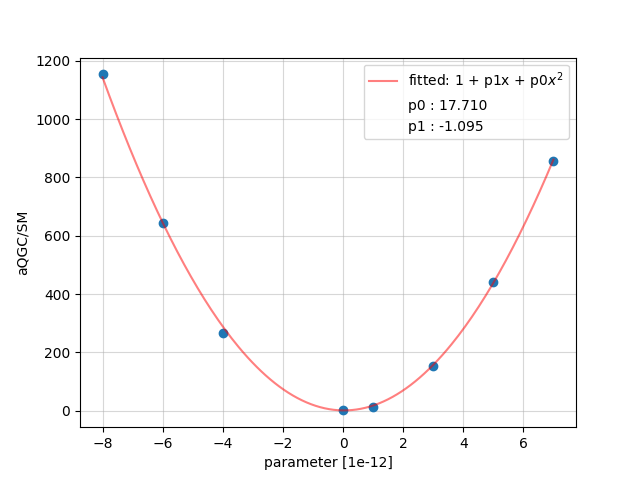 1200
1000
800
600
400
200
0
aQGC/SM
fitted: 1 + p1x + p0x²
p0 : 17.710
p1 : -1.095
−8 −6 −4 −2 0 2 4 6
parameter [1e-12]